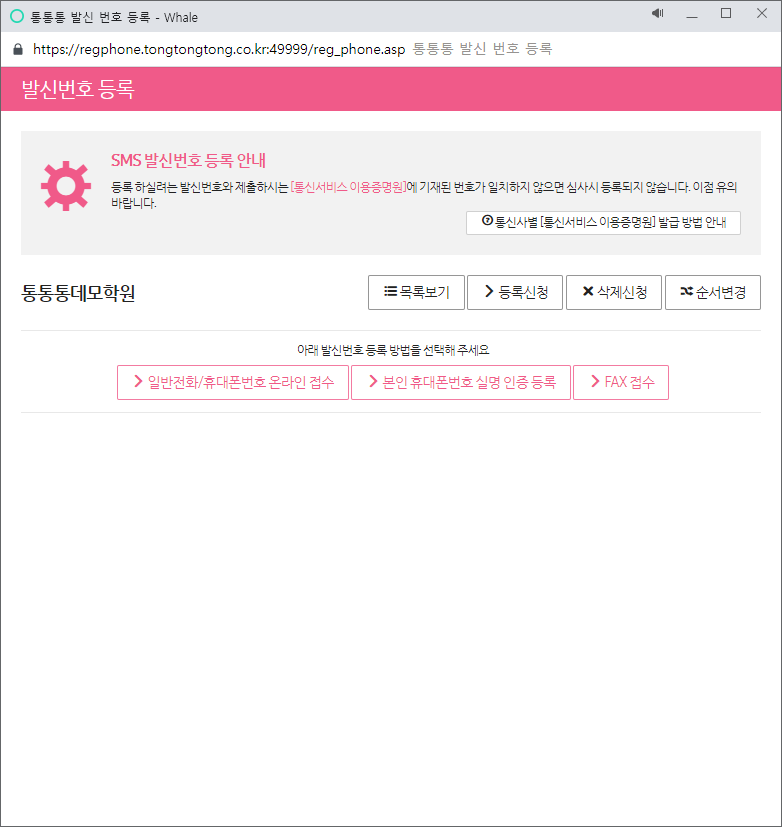 통통통 발신 번호 등록 - Whale
https://regphone.tongtongtong.co.kr:49999/reg_phone.asp 통통통 발신 번호 등록
발신번호 등록
SMS 발신번호 등록 안내
등록 하실려는 발신번호와 제출하시는 [통신서비스 이용증명원]에 기재된 번호가 일치하지 않으면 심사시 등록되지 않습니다. 이점 유의
바랍니다.
통신사별 [통신서비스 이용증명원] 발급 방법 안내
통통통데모학원 목록보기 등록신청 삭제신청 순서변경
아래 발신번호 등록 방법을 선택해 주세요
일반전화/휴대폰번호 온라인 접수 본인 휴대폰번호 실명 인증 등록 FAX 접수